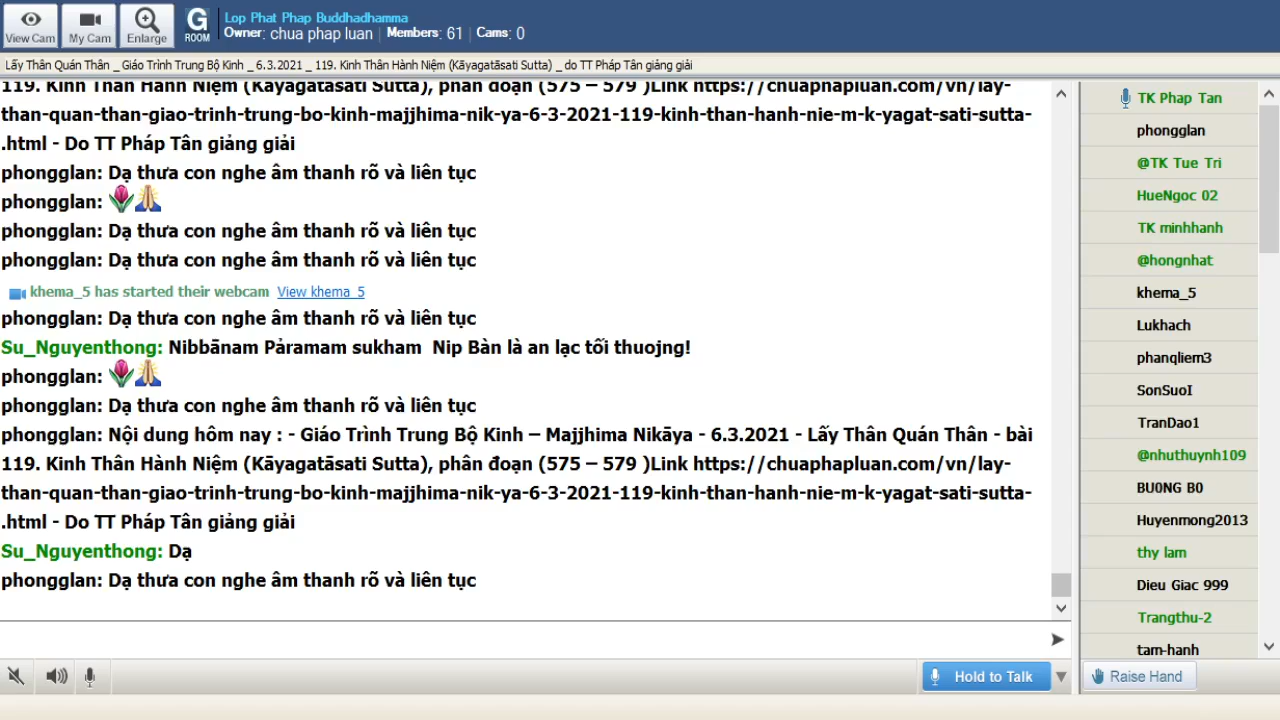 View Cam
My Cam
Enlarge
G
ROOM
Lop Phat Phap Buddhadhamma
Owner: chua phap luan | Members: 61 | Cams: 0
Lấy Thân Quán Thân _ Giáo Trình Trung Bộ Kinh _ 6.3.2021 _ 119. Kinh Thân Hành Niệm (Kāyagatāsati Sutta) _ do TT Pháp Tân giảng giải
119. Kinh Thân Hành Niệm (Kāyagatāsati Sutta), phân đoạn (575 – 579 )Link https://chuaphapluan.com/vn/lay-
than-quan-than-giao-trinh-trung-bo-kinh-majjhima-nik-ya-6-3-2021-119-kinh-than-hanh-nie-m-k-yagat-sati-sutta-
.html - Do TT Pháp Tân giảng giải
phongglan: Dạ thưa con nghe âm thanh rõ và liên tục
phongglan: 🌷🙏
phongglan: Dạ thưa con nghe âm thanh rõ và liên tục
phongglan: Dạ thưa con nghe âm thanh rõ và liên tục
khema_5 has started their webcam View khema_5
phongglan: Dạ thưa con nghe âm thanh rõ và liên tục
Su_Nguyenthong: Nibbānam Pảramam sukham  Nip Bàn là an lạc tối thuojng!
phongglan: 🌷🙏
phongglan: Dạ thưa con nghe âm thanh rõ và liên tục
phongglan: Nội dung hôm nay : - Giáo Trình Trung Bộ Kinh – Majjhima Nikāya - 6.3.2021 - Lấy Thân Quán Thân - bài
119. Kinh Thân Hành Niệm (Kāyagatāsati Sutta), phân đoạn (575 – 579 )Link https://chuaphapluan.com/vn/lay-
than-quan-than-giao-trinh-trung-bo-kinh-majjhima-nik-ya-6-3-2021-119-kinh-than-hanh-nie-m-k-yagat-sati-sutta-
.html - Do TT Pháp Tân giảng giải
Su_Nguyenthong: Dạ
phongglan: Dạ thưa con nghe âm thanh rõ và liên tục
TK Phap Tan
phongglan
@TK Tue Tri
HueNgoc 02
TK minhhanh
@hongnhat
khema_5
Lukhach
phanqliem3
SonSuoI
TranDao1
@nhuthuynh109
BU0NG B0
Huyenmong2013
thy lam
Dieu Giac 999
Trangthu-2
tam-hanh
Hold to Talk
Raise Hand